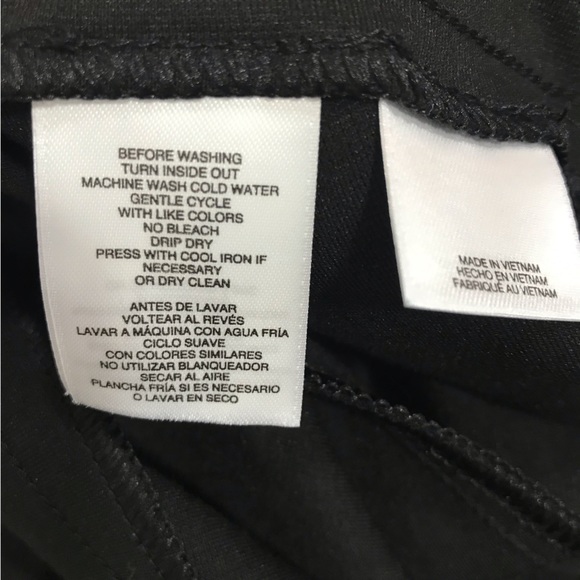 BEFORE WASHING
TURN INSIDE OUT
MACHINE WASH COLD WATER
GENTLE CYCLE
WITH LIKE COLORS
NO BLEACH
DRIP DRY
PRESS WITH COOL IRON IF
NECESSARY
OR DRY CLEAN
ANTES DE LAVAR
VOLTEAR AL REVÉS
LAVAR A MÁQUINA CON AGUA FRÍA
CICLO SUAVE
CON COLORES SIMILARES
NO UTILIZAR BLANQUEADOR
SECAR AL AIRE
PLANCHA FRÍA SI ES NECESARIO
O LAVAR EN SECO
MADE IN VIETNAM
HECHO EN VIETNAM
FABRIQUÉ AU VIETNAM